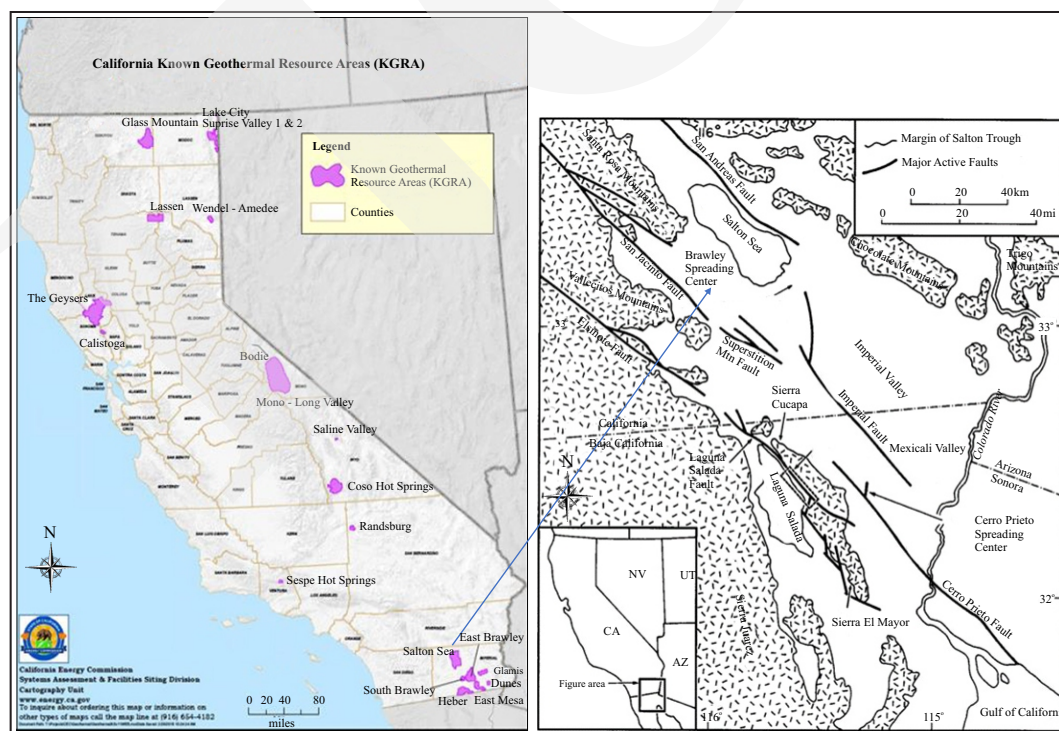 California Known Geothermal Resource Areas (KGRA)
Lake City
Glass Mountain
Suprise Valley 1 & 2
Legend
Known Geothermal
Resource Areas (KGRA)
Counties
Lassen
Wendel - Amedee
The Geysers
Calistoga
Bodie
Mono - Long Valley
Saline Valley
Coso Hot Springs
Randsburg
Sespe Hot Springs
East Brawley
Salton Sea
Glamis
Dunes
South Brawley
Heber
East Mesa
N
California Energy Commission
Systems Assessment & Facilities Siting Division
Cartography Unit
www.energy.ca.gov
To inquire about ordering this map or information on
other types of maps call the map line at (916) 654-4182
0 20 40 80
miles
116°
Margin of Salton Trough
Major Active Faults
0 20 40km
0 20 40 mi
Santa Rosa Mountains
San Andreas Fault
Salton Sea
San Jacinto Fault
Brawley
Spreading
Center
Chocolate Mountains
Trigo
Mountains
Vallecitos Mountains
33°
33°
Elsinore Fault
Superstition
Mtn Fault
Imperial Valley
Sierra
Cucapa
Imperial Fault
California
Baja California
Mexicali Valley
Colorado River
Arizona
Sonora
Laguna
Salada
Fault
N
Laguna Salada
Cerro Prieto
Spreading
Center
32°
Cerro Prieto Fault
Sierra El Mayor
Sierra Juarez
NV
UT
CA
AZ
Figure area
116°
115°
Gulf of California